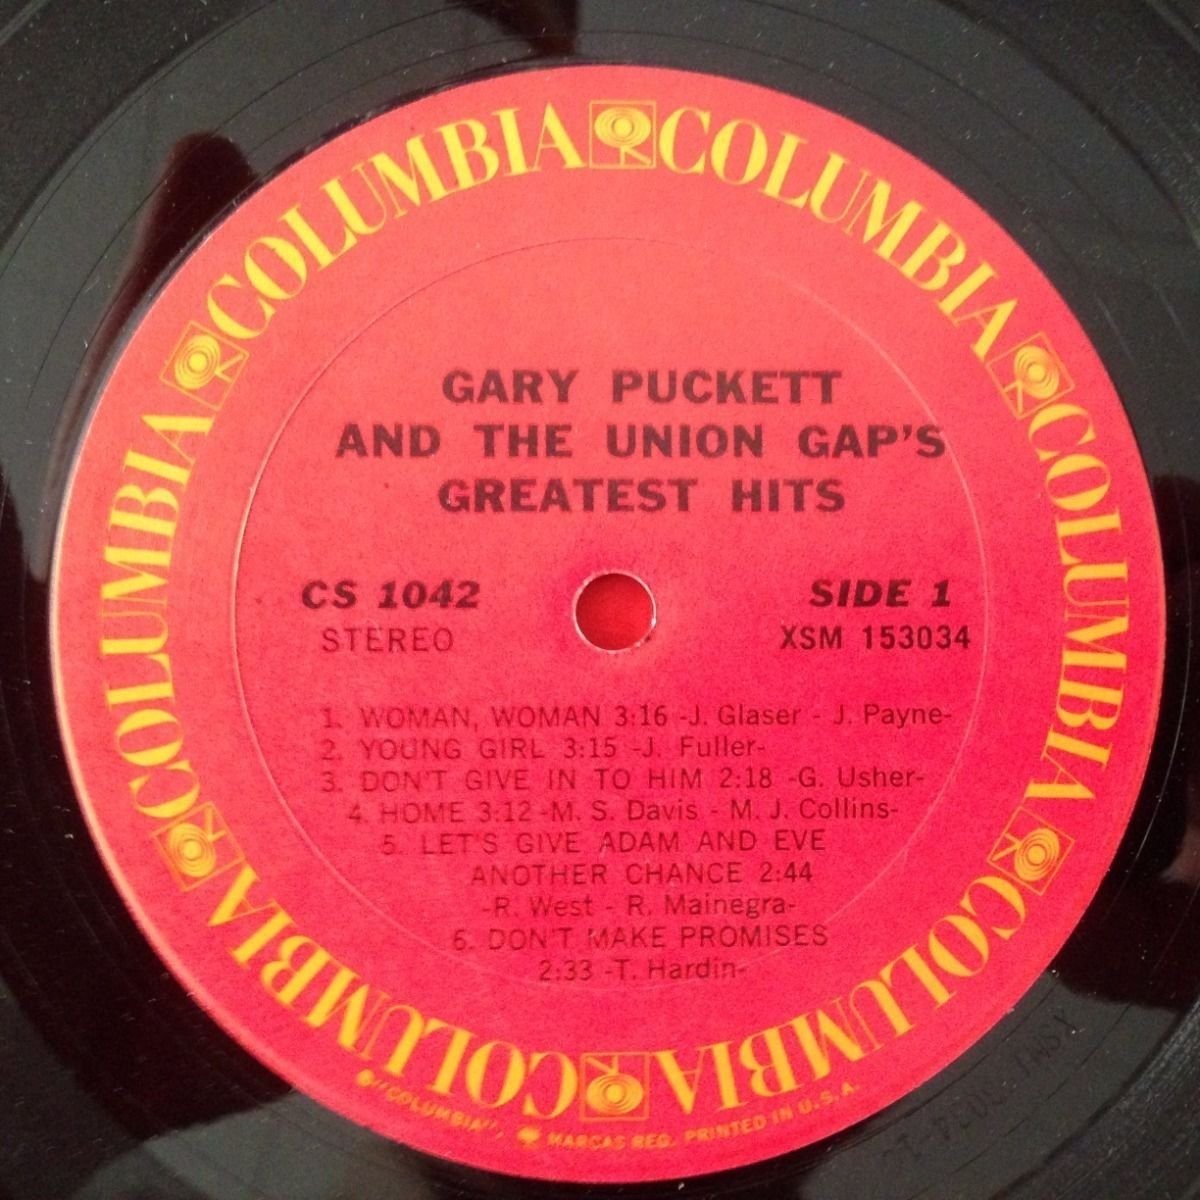 COLUMBIA COLUMBIA COLUMBIA COLUMBIA COLUMBIA COLUMBIA
GARY PUCKETT
AND THE UNION GAP'S
GREATEST HITS
CS 1042
STEREO
SIDE 1
XSM 153034
1. WOMAN, WOMAN 3:16 -J. Glaser - J. Payne-
2. YOUNG GIRL 3:15 -J. Fuller-
3. DON'T GIVE IN TO HIM 2:18 -G. Usher-
4. HOME 3:12 -M. S. Davis - M. J. Collins-
5. LET'S GIVE ADAM AND EVE
ANOTHER CHANCE 2:44
-R. West - R. Mainegra-
6. DON'T MAKE PROMISES
2:33 -T. Hardin-
"COLUMBIA", MARCAS REG. PRINTED IN U.S.A.